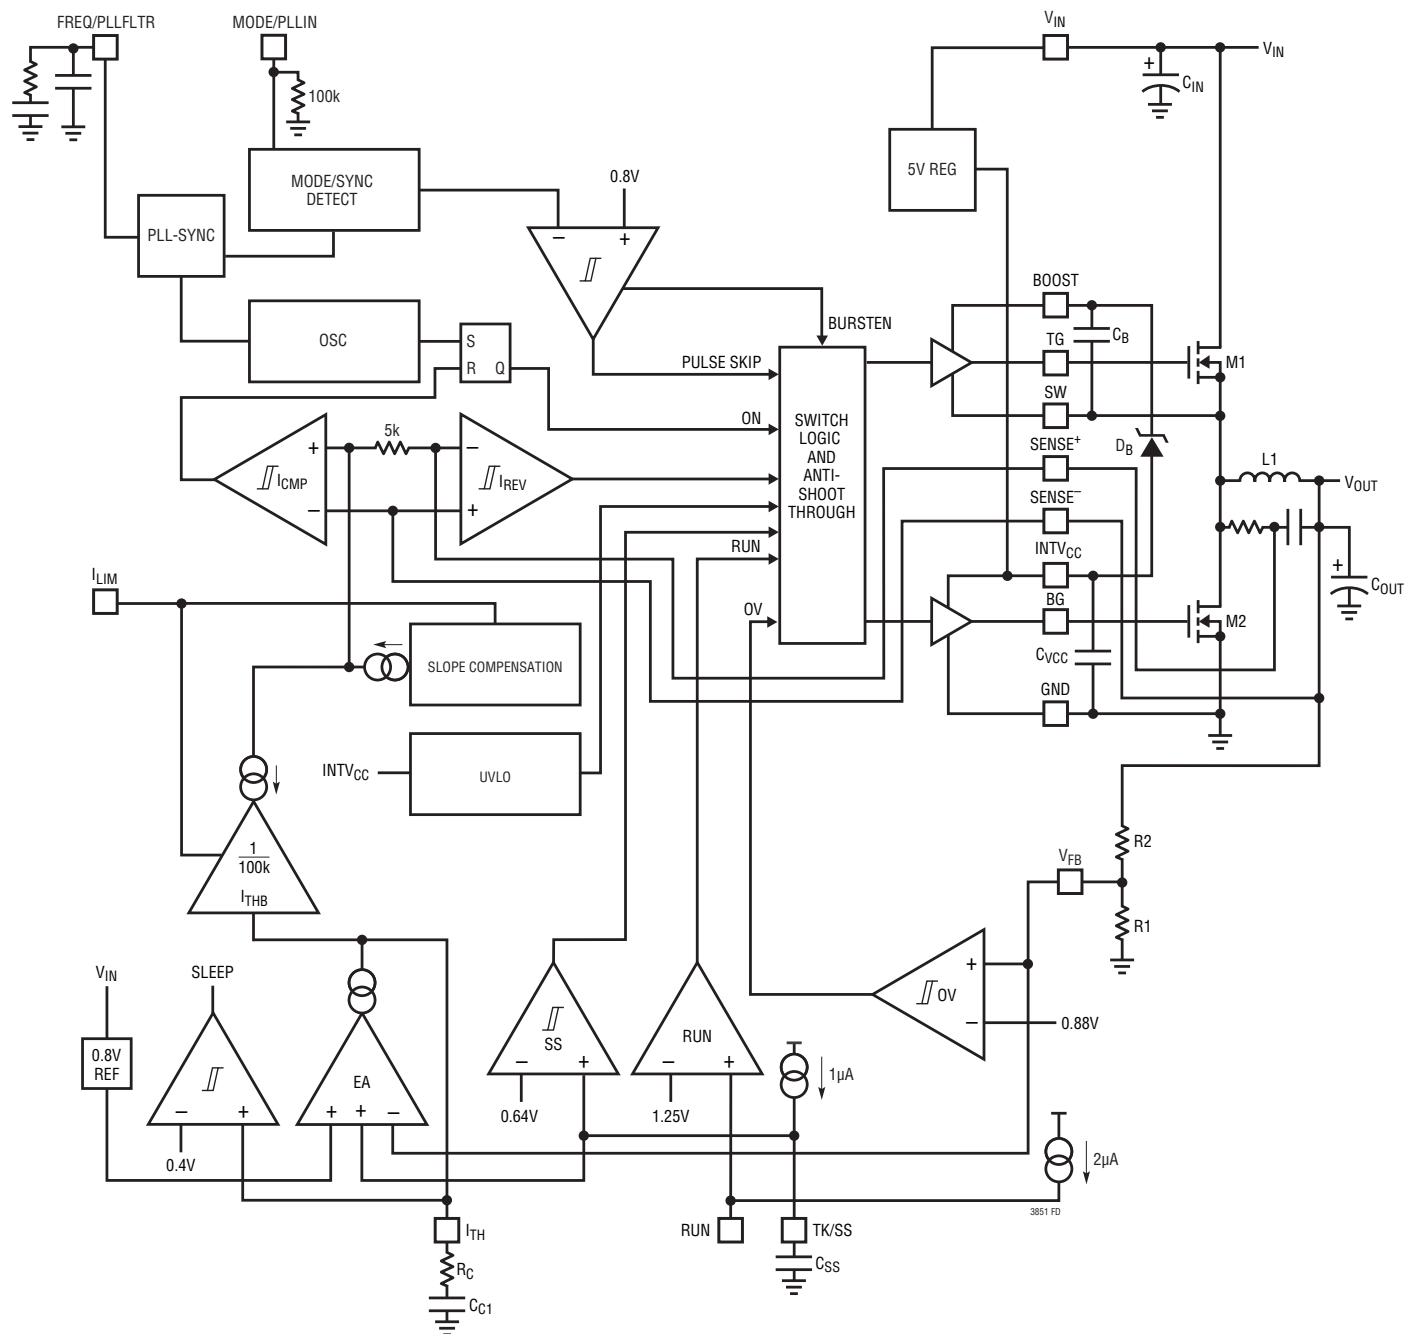 FREQ/PLLFLTR
MODE/PLLIN
VIN
VIN
+
CIN
100k
MODE/SYNC
DETECT
5V REG
0.8V
PLL-SYNC
− +
BOOST
BURSTEN
CB
OSC
S
R Q
TG
M1
PULSE SKIP
SW
ON
SWITCH
LOGIC
AND
ANTI-
SHOOT
THROUGH
5k
+
−
ICMP
−
+
IREV
SENSE+
DB
L1
VOUT
SENSE−
RUN
INTVCC
+
COUT
ILIM
BG
OV
M2
SLOPE COMPENSATION
CVCC
GND
INTVCC
UVLO
R2
1
100k
ITHB
VFB
R1
VIN
SLEEP
+
−
OV
0.88V
0.8V
REF
− +
EA
+ + −
SS
− +
RUN
− +
1µA
0.64V
1.25V
0.4V
2µA
3851 FD
ITH
RUN
TK/SS
RC
CSS
CC1